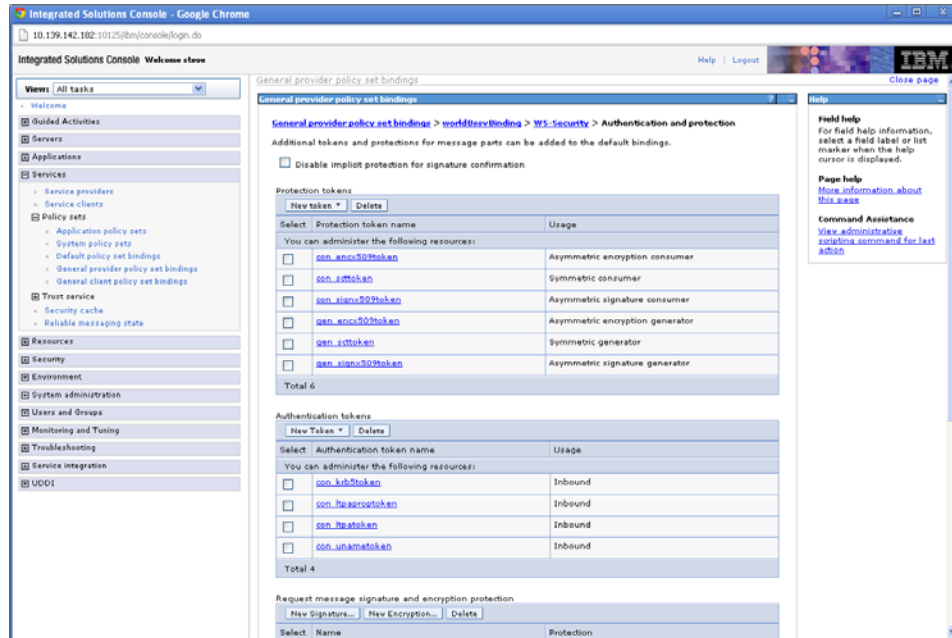 Integrated Solutions Console - Google Chrome
10.139.142.182:10125/ibm/console/login.do
Integrated Solutions Console Welcome steve
Help | Logout
IBM
View: All tasks
Welcome
Guided Activities
Servers
Applications
Services
Service providers
Service clients
Policy sets
Application policy sets
System policy sets
Default policy set bindings
General provider policy set bindings
General client policy set bindings
Trust service
Security cache
Reliable messaging state
Resources
Security
Environment
System administration
Users and Groups
Monitoring and Tuning
Troubleshooting
Service integration
UDDI
General provider policy set bindings
Close page
General provider policy set bindings ? -
General provider policy set bindings > worldBssvBinding > WS-Security > Authentication and protection
Additional tokens and protections for message parts can be added to the default bindings.
Disable implicit protection for signature confirmation
Protection tokens
New token Delete
Select Protection token name Usage
You can administer the following resources:
con_encx509token Asymmetric encryption consumer
con_scttoken Symmetric consumer
con_signx509token Asymmetric signature consumer
gen_encx509token Asymmetric encryption generator
gen_scttoken Symmetric generator
gen_signx509token Asymmetric signature generator
Total 6
Authentication tokens
New Token Delete
Select Authentication token name Usage
You can administer the following resources:
con_krb5token Inbound
con_ltpaproptoken Inbound
con_ltpatoken Inbound
con_unametoken Inbound
Total 4
Request message signature and encryption protection
New Signature... New Encryption... Delete
Select Name Protection
Help
Field help
For field help information,
select a field label or list
marker when the help
cursor is displayed.
Page help
More information about
this page
Command Assistance
View administrative
scripting command for last
action